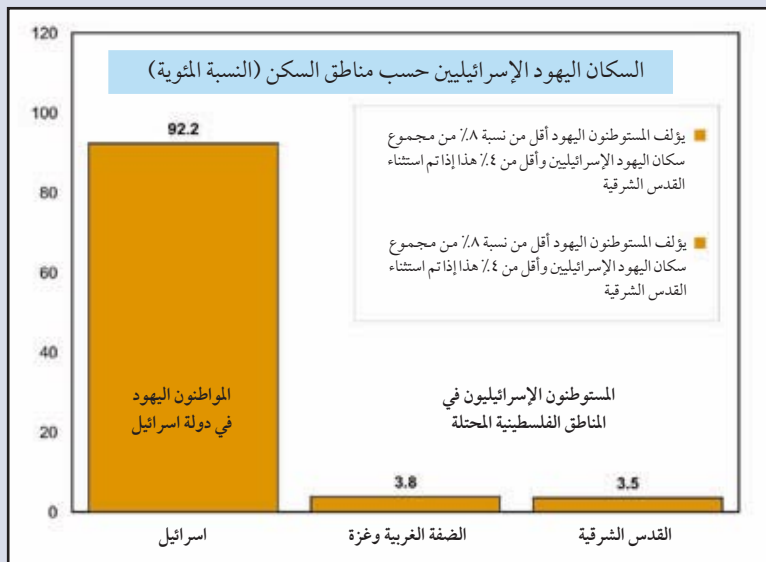 السكان اليهود الإسرائيليين حسب مناطق السكن (النسبة المئوية)
120
100
80
60
40
20
0
92.2
3.8
3.5
يؤلف المستوطنون اليهود أقل من نسبة ٨٪ من مجموع
سكان اليهود الإسرائيليين وأقل من ٤٪ هذا إذا تم استثناء
القدس الشرقية
يؤلف المستوطنون اليهود أقل من نسبة ٨٪ من مجموع
سكان اليهود الإسرائيليين وأقل من ٤٪ هذا إذا تم استثناء
القدس الشرقية
المواطنون اليهود
في دولة اسرائيل
المستوطنون الإسرائيليون في
المناطق الفلسطينية المحتلة
اسرائيل
الضفة الغربية وغزة
القدس الشرقية